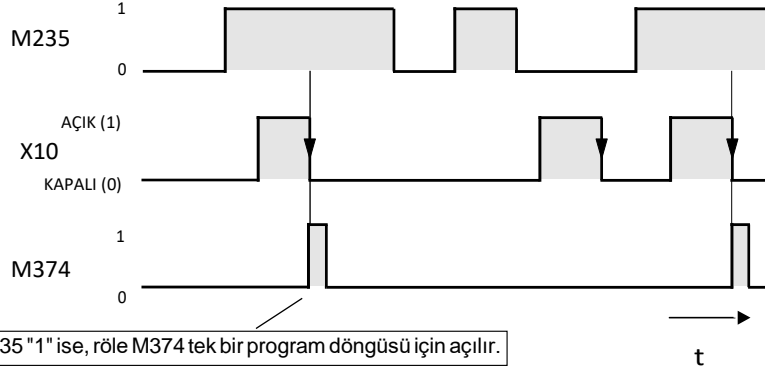 1
M235
0
AÇIK (1)
X10
KAPALI (0)
1
M374
0
35 "1" ise, röle M374 tek bir program döngüsü için açılır.
t